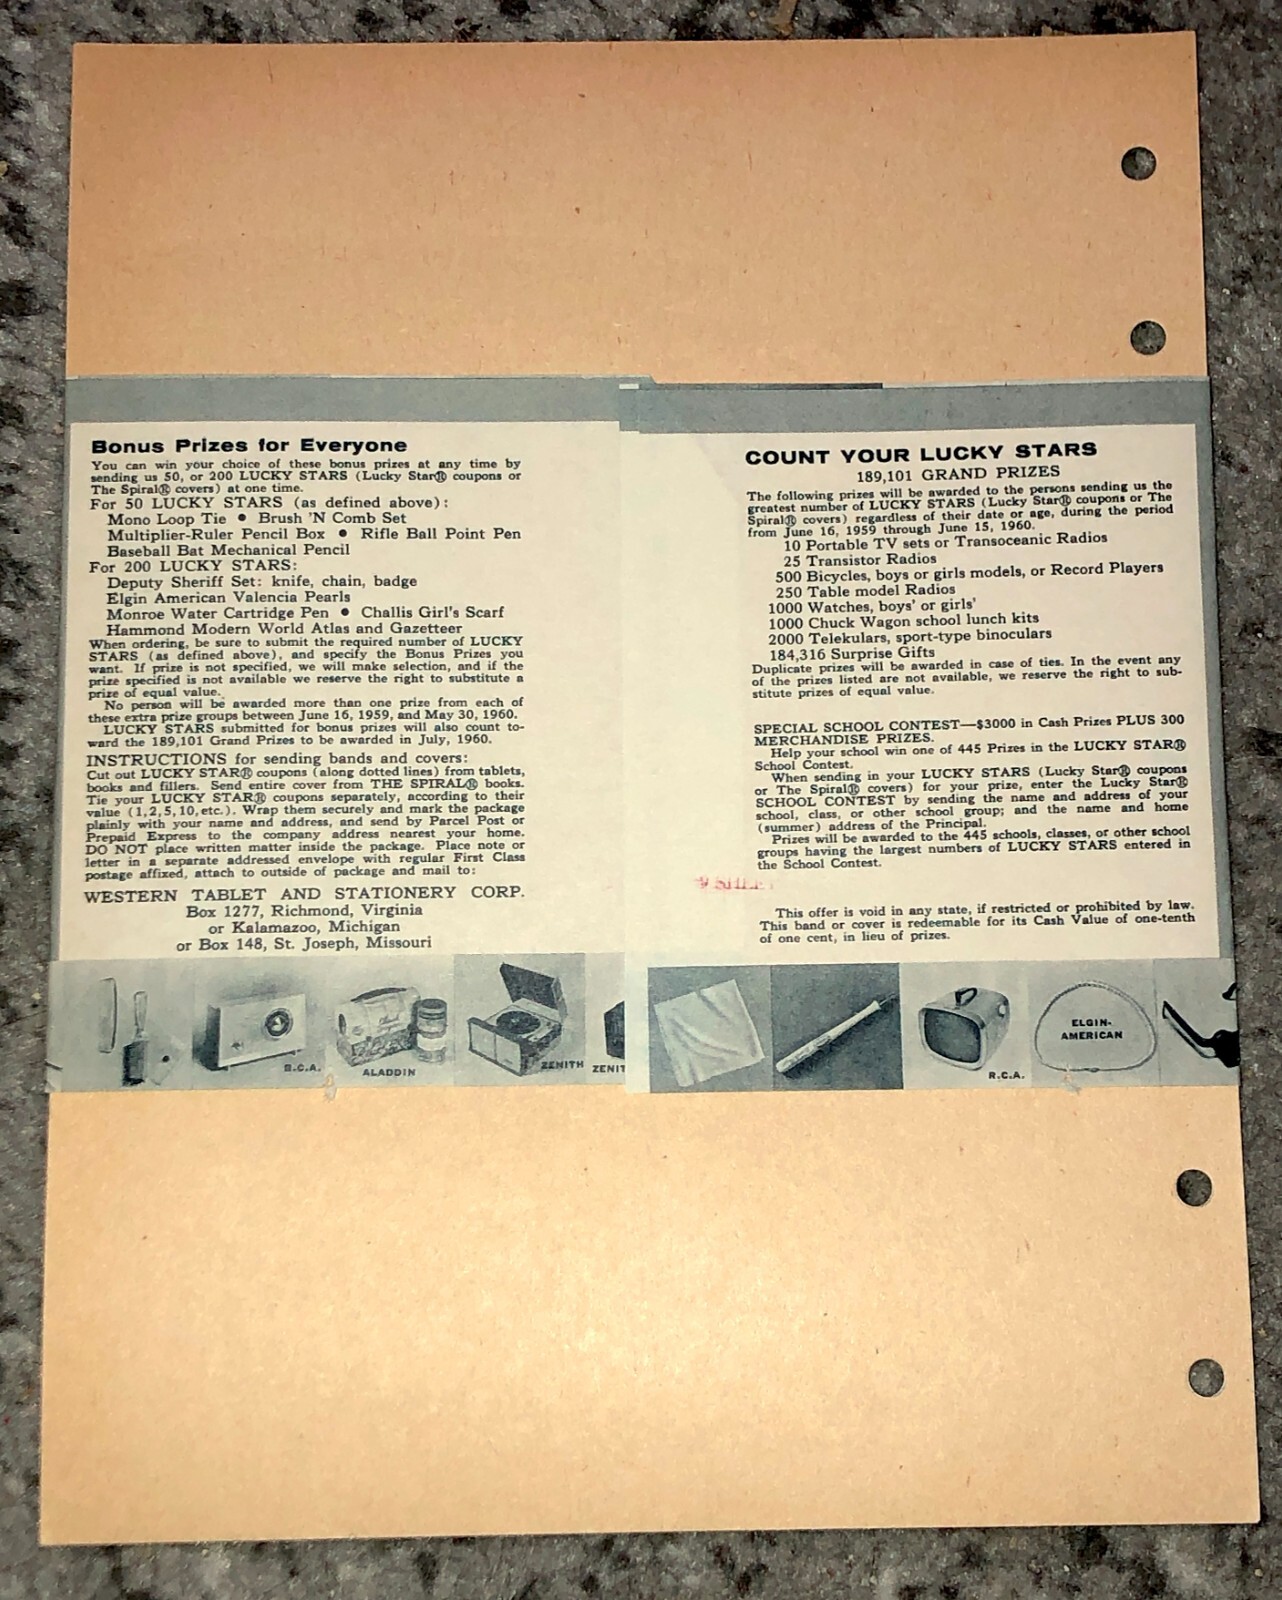 Bonus Prizes for Everyone
You can win your choice of these bonus prizes at any time by
sending us 50, or 200 LUCKY STARS (Lucky Star® coupons or
The Spiral® covers) at one time.
For 50 LUCKY STARS (as defined above):
Mono Loop Tie • Brush 'N Comb Set
Multiplier-Ruler Pencil Box • Rifle Ball Point Pen
Baseball Bat Mechanical Pencil
For 200 LUCKY STARS:
Deputy Sheriff Set: knife, chain, badge
Elgin American Valencia Pearls
Monroe Water Cartridge Pen • Challis Girl's Scarf
Hammond Modern World Atlas and Gazetteer
When ordering, be sure to submit the required number of LUCKY
STARS (as defined above), and specify the Bonus Prizes you
want. If prize is not specified, we will make selection, and if the
prize specified is not available we reserve the right to substitute a
prize of equal value.
No person will be awarded more than one prize from each of
these extra prize groups between June 16, 1959, and May 30, 1960.
LUCKY STARS submitted for bonus prizes will also count to-
ward the 189,101 Grand Prizes to be awarded in July, 1960.
INSTRUCTIONS for sending bands and covers:
Cut out LUCKY STAR® coupons (along dotted lines) from tablets,
books and fillers. Send entire cover from THE SPIRAL® books.
Tie your LUCKY STAR® coupons separately, according to their
value (1,2,5,10,etc.). Wrap them securely and mark the package
plainly with your name and address, and send by Parcel Post or
Prepaid Express to the company address nearest your home.
DO NOT place written matter inside the package. Place note or
letter in a separate addressed envelope with regular First Class
postage affixed, attach to outside of package and mail to:
WESTERN TABLET AND STATIONERY CORP.
Box 1277, Richmond, Virginia
or Kalamazoo, Michigan
or Box 148, St. Joseph, Missouri
R.C.A.
ALADDIN
ZENITH
ZENIT
COUNT YOUR LUCKY STARS
189,101 GRAND PRIZES
The following prizes will be awarded to the persons sending us the
greatest number of LUCKY STARS (Lucky Star® coupons or The
Spiral® covers) regardless of their date or age, during the period
from June 16, 1959 through June 15, 1960.
10 Portable TV sets or Transoceanic Radios
25 Transistor Radios
500 Bicycles, boys or girls models, or Record Players
250 Table model Radios
1000 Watches, boys' or girls'
1000 Chuck Wagon school lunch kits
2000 Telekulars, sport-type binoculars
184,316 Surprise Gifts
Duplicate prizes will be awarded in case of ties. In the event any
of the prizes listed are not available, we reserve the right to sub-
stitute prizes of equal value.
SPECIAL SCHOOL CONTEST—$3000 in Cash Prizes PLUS 300
MERCHANDISE PRIZES.
Help your school win one of 445 Prizes in the LUCKY STAR®
School Contest.
When sending in your LUCKY STARS (Lucky Star® coupons
or The Spiral® covers) for your prize, enter the Lucky Star®
SCHOOL CONTEST by sending the name and address of your
school, class, or other school group; and the name and home
(summer) address of the Principal.
Prizes will be awarded to the 445 schools, classes, or other school
groups having the largest numbers of LUCKY STARS entered in
the School Contest.
This offer is void in any state, if restricted or prohibited by law.
This band or cover is redeemable for its Cash Value of one-tenth
of one cent, in lieu of prizes.
R.C.A.
ELGIN-
AMERICAN